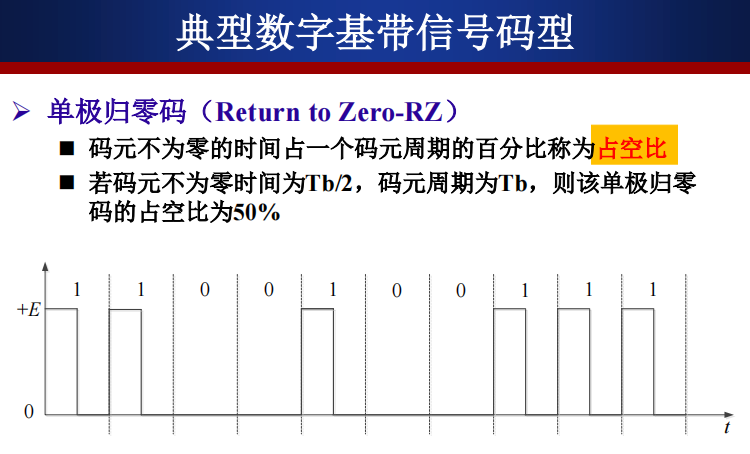 典型数字基带信号码型
➢ 单极归零码（Return to Zero-RZ）
■ 码元不为零的时间占一个码元周期的百分比称为占空比
■ 若码元不为零时间为Tb/2，码元周期为Tb，则该单极归零
码的占空比为50%
1 1 0 0 1 0 0 1 1 1
+E
0
t